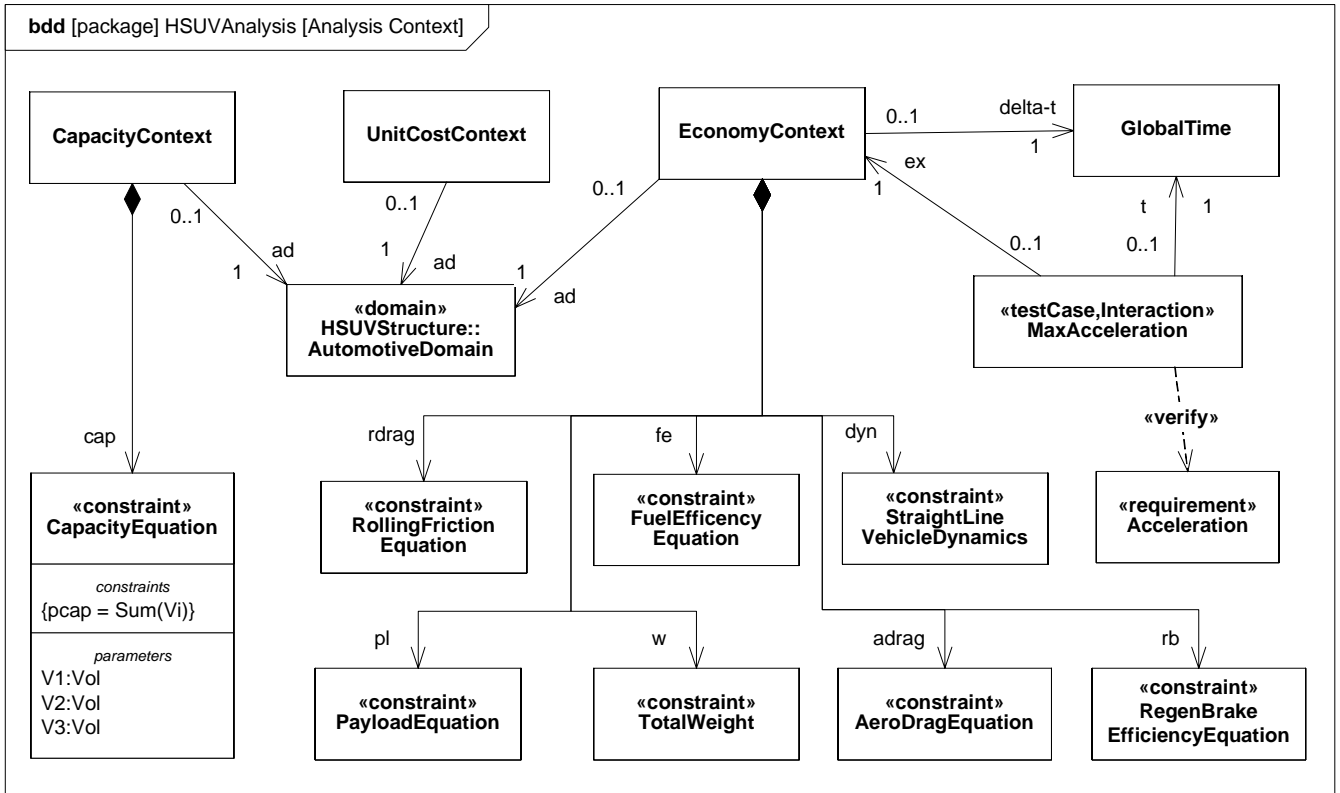 bdd [package] HSUVAnalysis [Analysis Context]
CapacityContext
UnitCostContext
EconomyContext
GlobalTime
0..1
delta-t
1
ex
1
0..1
0..1
0..1
t
1
0..1
0..1
ad
1
1
ad
1
ad
«domain»
HSUVStructure::
AutomotiveDomain
«testCase,Interaction»
MaxAcceleration
«verify»
cap
rdrag
fe
dyn
«constraint»
CapacityEquation
constraints
{pcap = Sum(Vi)}
parameters
V1:Vol
V2:Vol
V3:Vol
«constraint»
RollingFriction
Equation
«constraint»
FuelEfficency
Equation
«constraint»
StraightLine
VehicleDynamics
«requirement»
Acceleration
pl
w
adrag
rb
«constraint»
PayloadEquation
«constraint»
TotalWeight
«constraint»
AeroDragEquation
«constraint»
RegenBrake
EfficiencyEquation